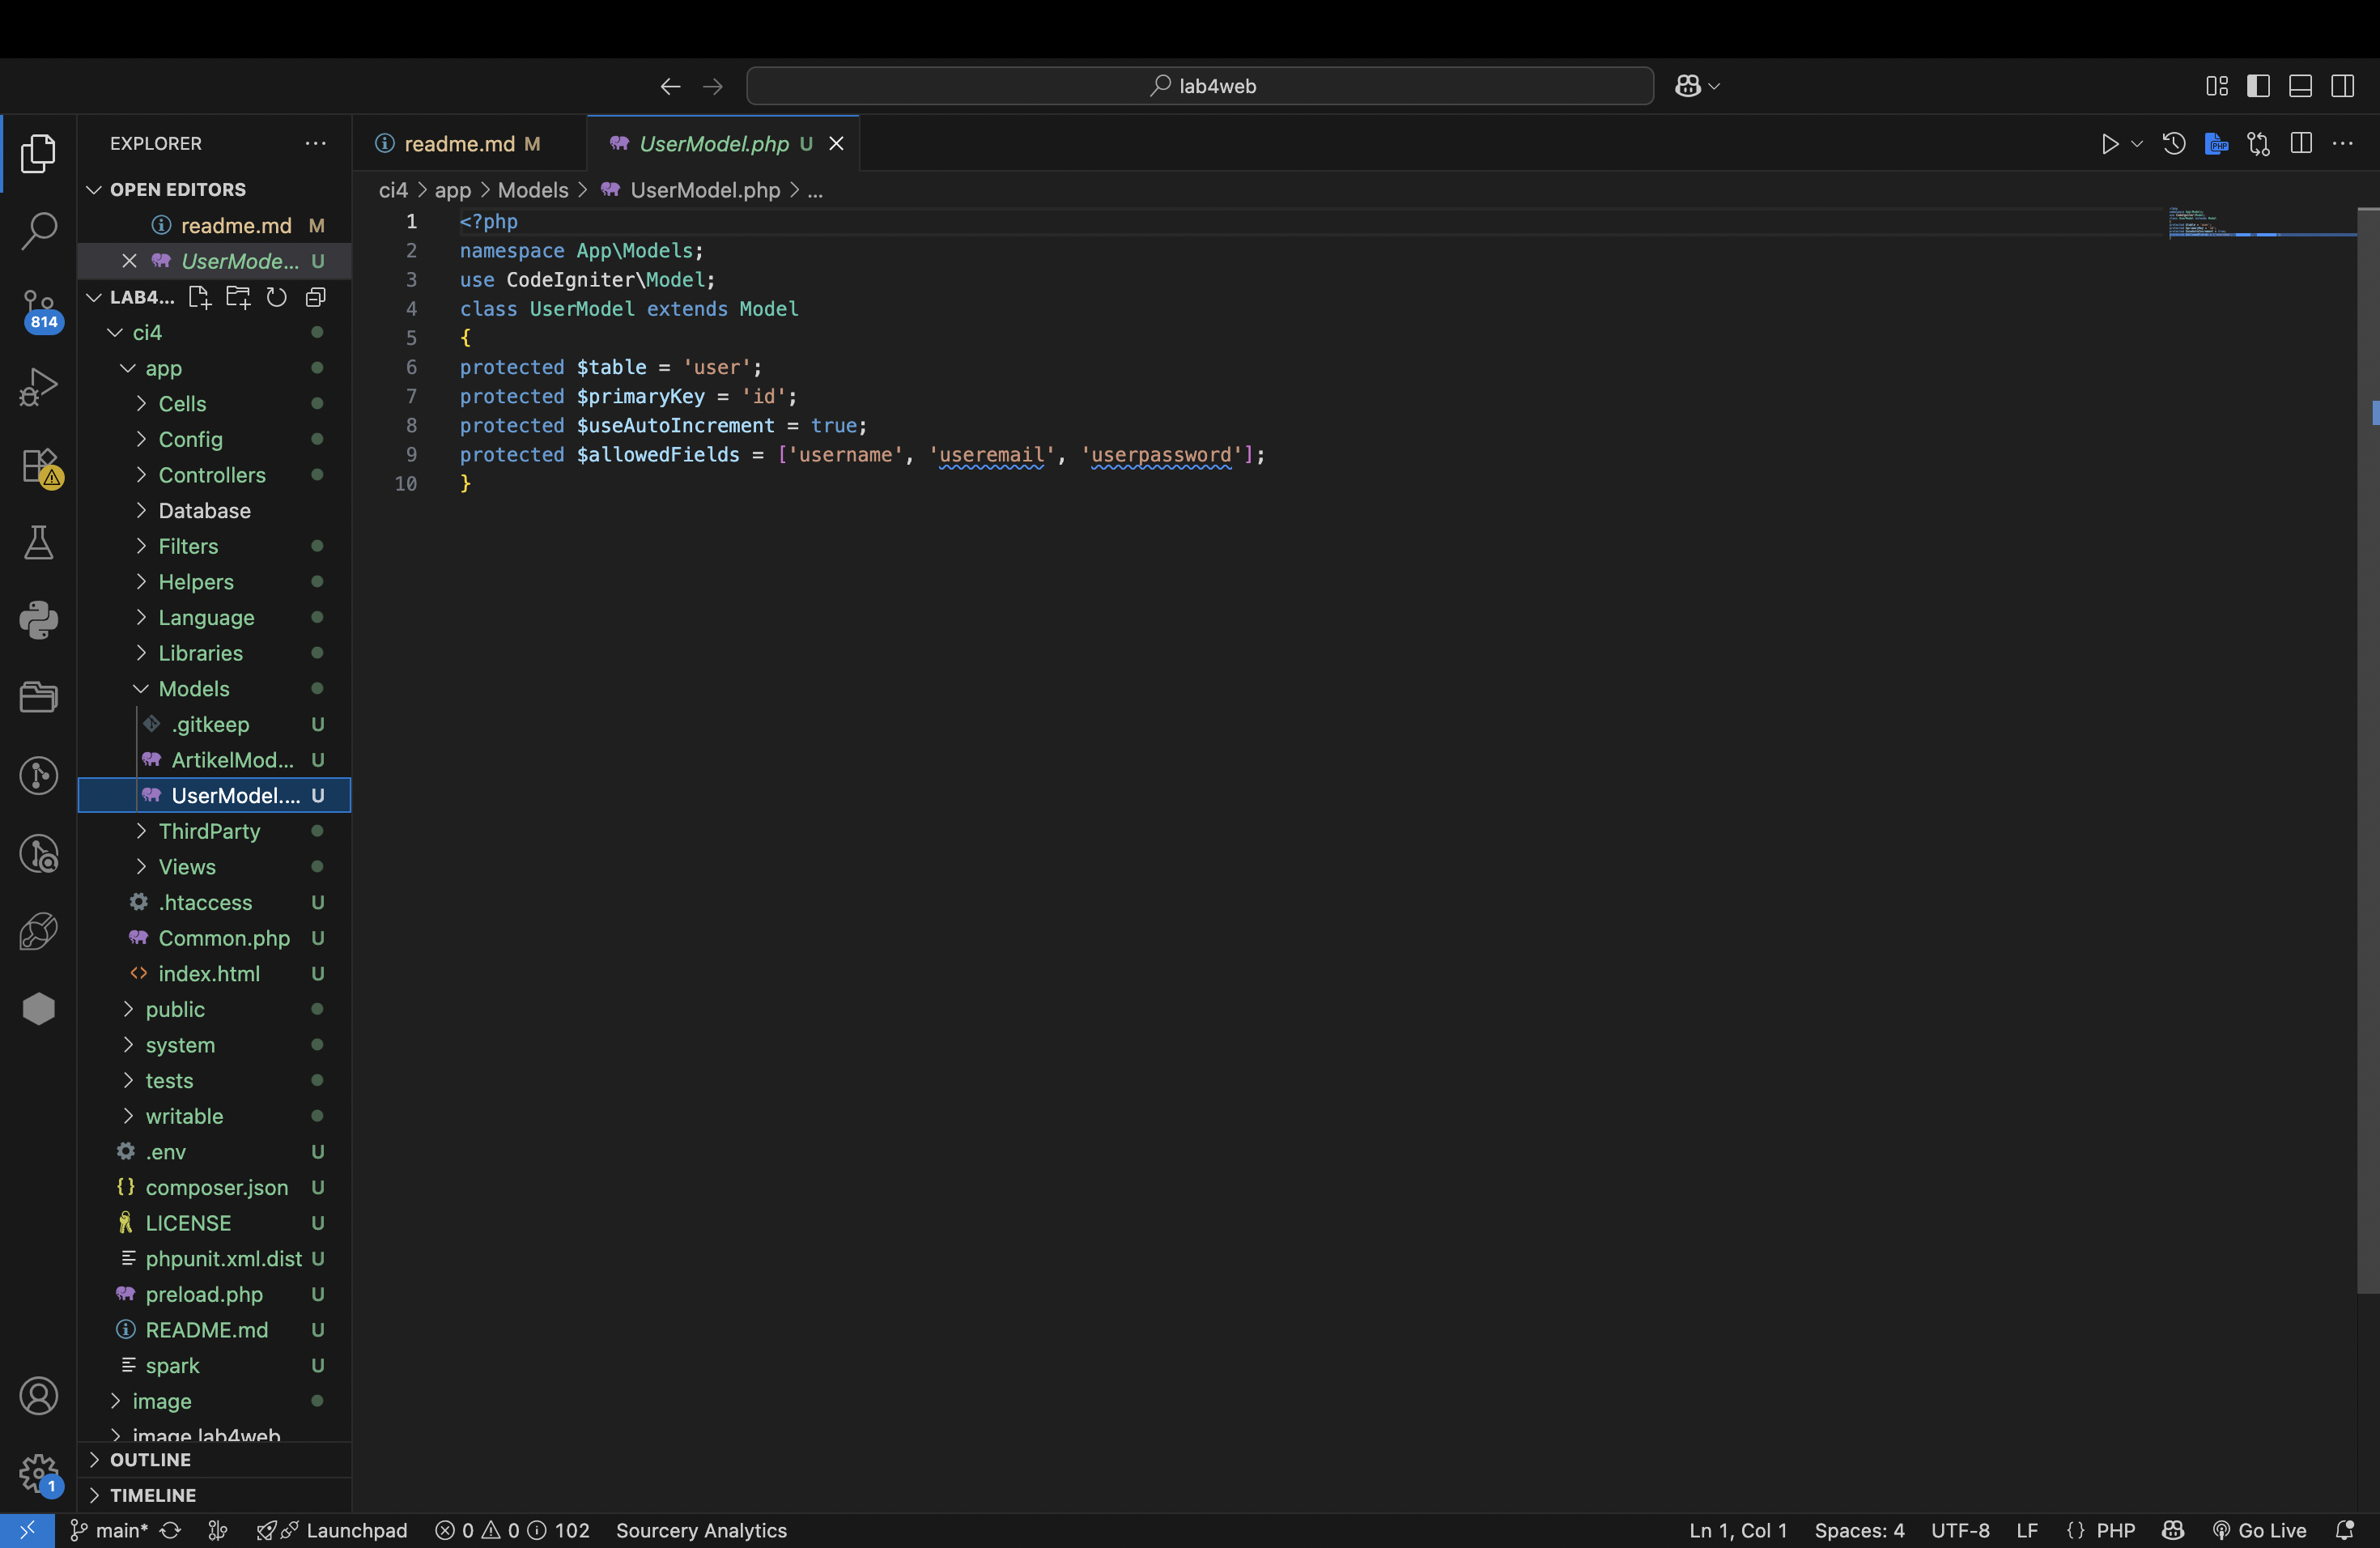 lab4web
EXPLORER
OPEN EDITORS
readme.md M
UserMode... U
LAB4...
814
ci4
app
Cells
Config
Controllers
Database
Filters
Helpers
Language
Libraries
Models
.gitkeep U
ArtikelMod... U
UserModel.... U
ThirdParty
Views
.htaccess U
Common.php U
index.html U
public
system
tests
writable
.env U
composer.json U
LICENSE U
phpunit.xml.dist U
preload.php U
README.md U
spark U
image
image lab4web
OUTLINE
TIMELINE
1
readme.md M
UserModel.php U
PHP
ci4 > app > Models > UserModel.php > ...
1 <?php
2 namespace App\Models;
3 use CodeIgniter\Model;
4 class UserModel extends Model
5 {
6 protected $table = 'user';
7 protected $primaryKey = 'id';
8 protected $useAutoIncrement = true;
9 protected $allowedFields = ['username', 'useremail', 'userpassword'];
10 }
main* Launchpad 0 0 102 Sourcery Analytics Ln 1, Col 1 Spaces: 4 UTF-8 LF {} PHP Go Live